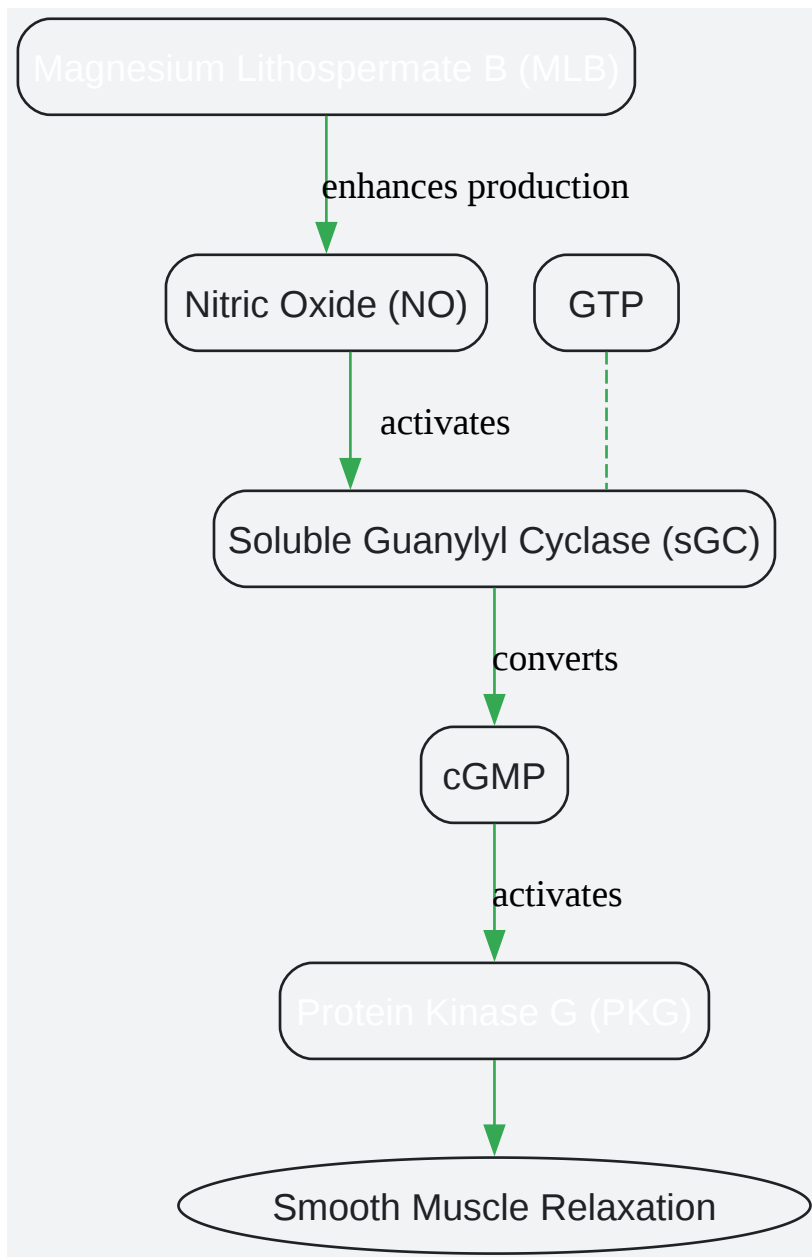 Magnesium Lithospermate B (MLB)
enhances production
Nitric Oxide (NO)
GTP
activates
Soluble Guanylyl Cyclase (sGC)
converts
cGMP
activates
Protein Kinase G (PKG)
Smooth Muscle Relaxation